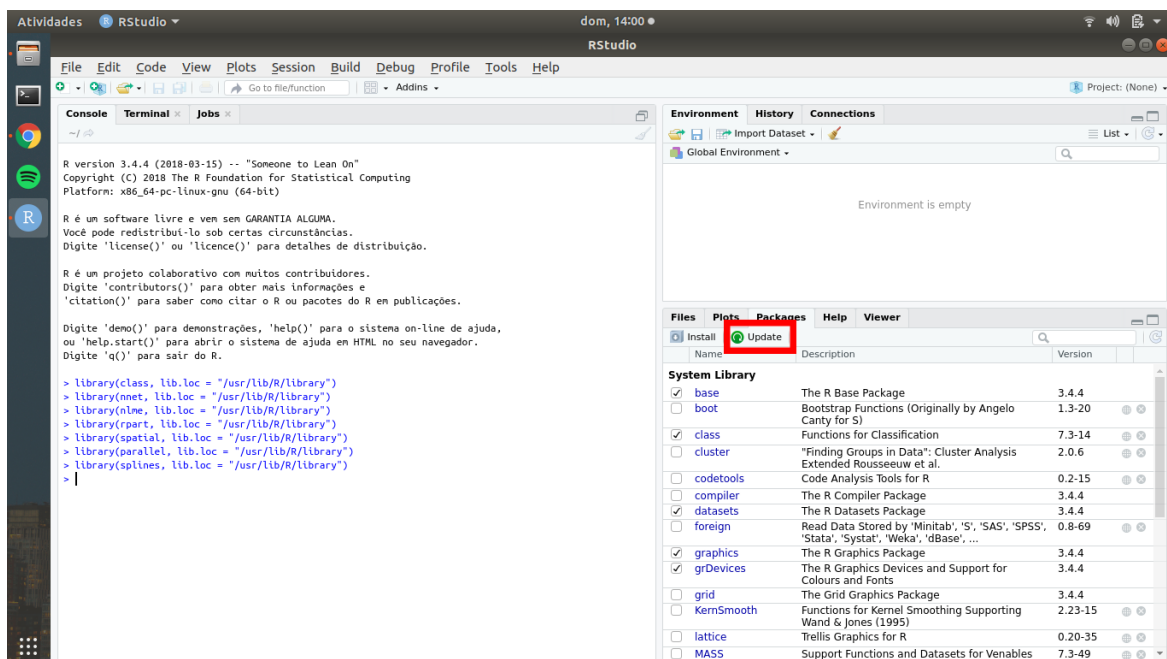 Atividades RStudio dom, 14:00
RStudio
File Edit Code View Plots Session Build Debug Profile Tools Help
Go to file/function Addins Project: (None)
Console Terminal Jobs
~/
R version 3.4.4 (2018-03-15) -- "Someone to Lean On"
Copyright (C) 2018 The R Foundation for Statistical Computing
Platform: x86_64-pc-linux-gnu (64-bit)
R é um software livre e vem sem GARANTIA ALGUMA.
Você pode redistribuí-lo sob certas circunstâncias.
Digite 'license()' ou 'licence()' para detalhes de distribuição.
R é um projeto colaborativo com muitos contribuidores.
Digite 'contributors()' para obter mais informações e
'citation()' para saber como citar o R ou pacotes do R em publicações.
Digite 'demo()' para demonstrações, 'help()' para o sistema on-line de ajuda,
ou 'help.start()' para abrir o sistema de ajuda em HTML no seu navegador.
Digite 'q()' para sair do R.
> library(class, lib.loc = "/usr/lib/R/library")
> library(nnet, lib.loc = "/usr/lib/R/library")
> library(nlme, lib.loc = "/usr/lib/R/library")
> library(rpart, lib.loc = "/usr/lib/R/library")
> library(spatial, lib.loc = "/usr/lib/R/library")
> library(parallel, lib.loc = "/usr/lib/R/library")
> library(splines, lib.loc = "/usr/lib/R/library")
>
Environment History Connections
Import Dataset List
Global Environment
Environment is empty
Files Plots Packages Help Viewer
Install Update
Name Description Version
System Library
base The R Base Package 3.4.4
boot Bootstrap Functions (Originally by Angelo 1.3-20
Canty for S)
class Functions for Classification 7.3-14
cluster "Finding Groups in Data": Cluster Analysis 2.0.6
Extended Rousseeuw et al.
codetools Code Analysis Tools for R 0.2-15
compiler The R Compiler Package 3.4.4
datasets The R Datasets Package 3.4.4
foreign Read Data Stored by 'Minitab', 'S', 'SAS', 'SPSS', 0.8-69
'Stata', 'Systat', 'Weka', 'dBase', ...
graphics The R Graphics Package 3.4.4
grDevices The R Graphics Devices and Support for 3.4.4
Colours and Fonts
grid The Grid Graphics Package 3.4.4
KernSmooth Functions for Kernel Smoothing Supporting 2.23-15
Wand & Jones (1995)
lattice Trellis Graphics for R 0.20-35
MASS Support Functions and Datasets for Venables 7.3-49